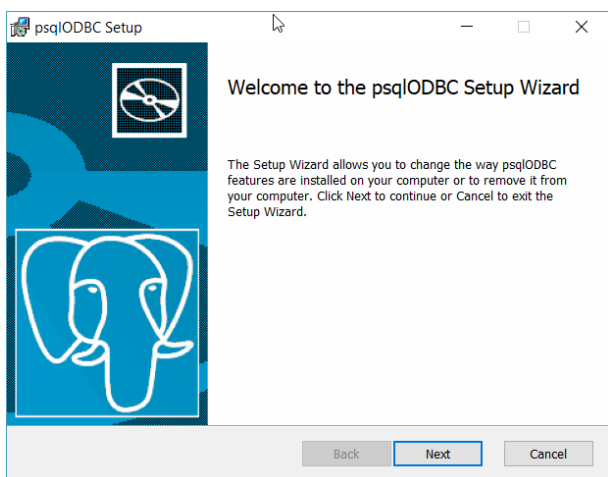 psqlODBC Setup
Welcome to the psqlODBC Setup Wizard
The Setup Wizard allows you to change the way psqlODBC
features are installed on your computer or to remove it from
your computer. Click Next to continue or Cancel to exit the
Setup Wizard.
Back Next Cancel